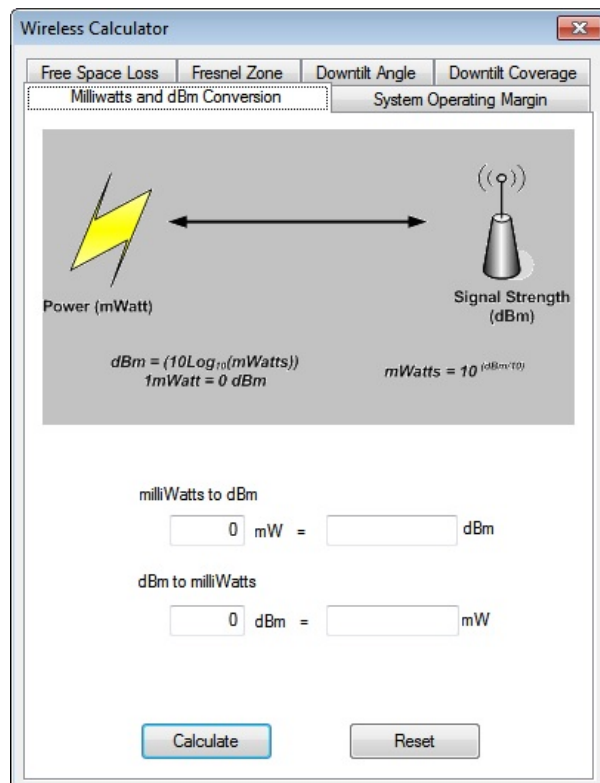 Wireless Calculator
Free Space Loss Fresnel Zone Downtilt Angle Downtilt Coverage
Milliwatts and dBm Conversion System Operating Margin
Power (mWatt)
Signal Strength
(dBm)
dBm = (10Log₁₀(mWatts))
1mWatt = 0 dBm
mWatts = 10 ^(dBm/10)
milliWatts to dBm
0 mW = dBm
dBm to milliWatts
0 dBm = mW
Calculate Reset